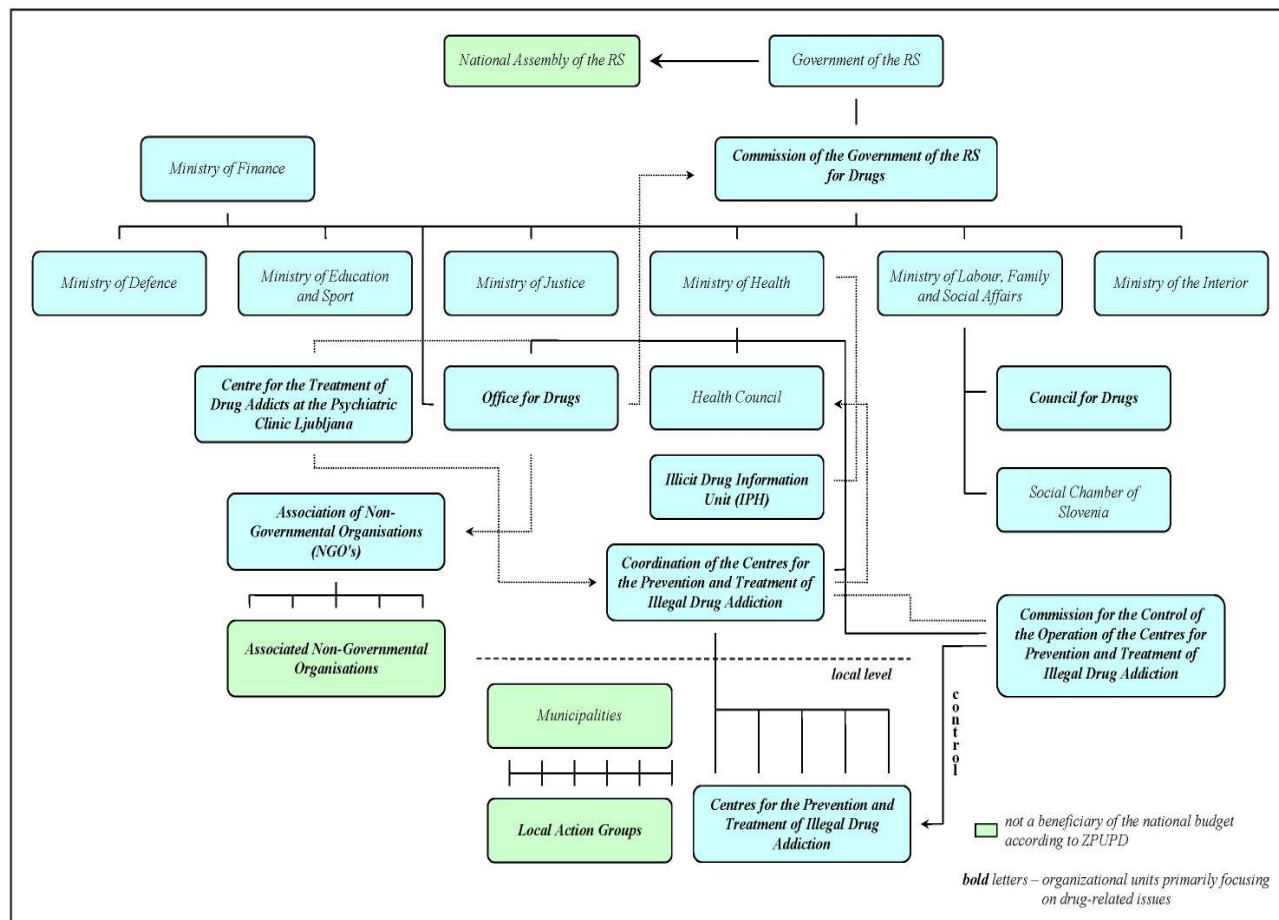 National Assembly of the RS
Government of the RS
Ministry of Finance
Commission of the Government of the RS
for Drugs
Ministry of Defence
Ministry of Education
and Sport
Ministry of Justice
Ministry of Health
Ministry of Labour, Family
and Social Affairs
Ministry of the Interior
Centre for the Treatment of
Drug Addicts at the Psychiatric
Clinic Ljubljana
Office for Drugs
Health Council
Council for Drugs
Illicit Drug Information
Unit (IPH)
Social Chamber of
Slovenia
Association of Non-
Governmental Organisations
(NGO's)
Coordination of the Centres for
the Prevention and Treatment of
Illegal Drug Addiction
Commission for the Control of
the Operation of the Centres for
Prevention and Treatment of
Illegal Drug Addiction
Associated Non-Governmental
Organisations
local level
Municipalities
control
Local Action Groups
Centres for the Prevention and
Treatment of Illegal Drug
Addiction
not a beneficiary of the national budget
according to ZPUPD
bold letters – organizational units primarily focusing
on drug-related issues